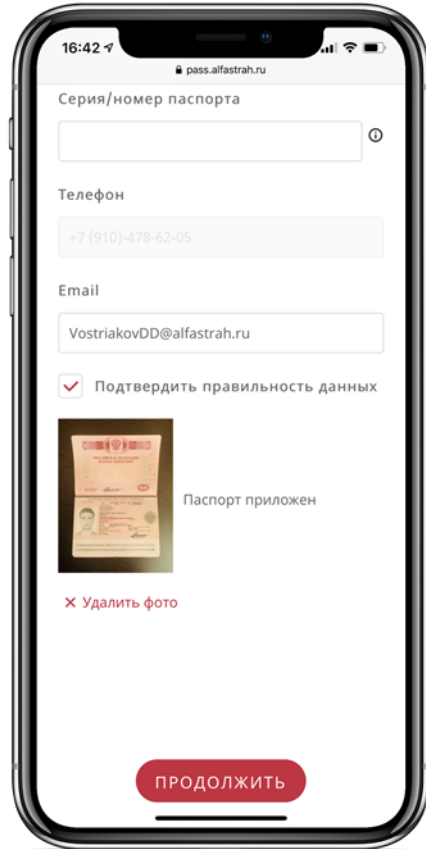 16:42
pass.alfastrah.ru
Серия/номер паспорта
Телефон
+7 (910)-478-62-05
Email
VostriakovDD@alfastrah.ru
Подтвердить правильность данных
Паспорт приложен
× Удалить фото
ПРОДОЛЖИТЬ